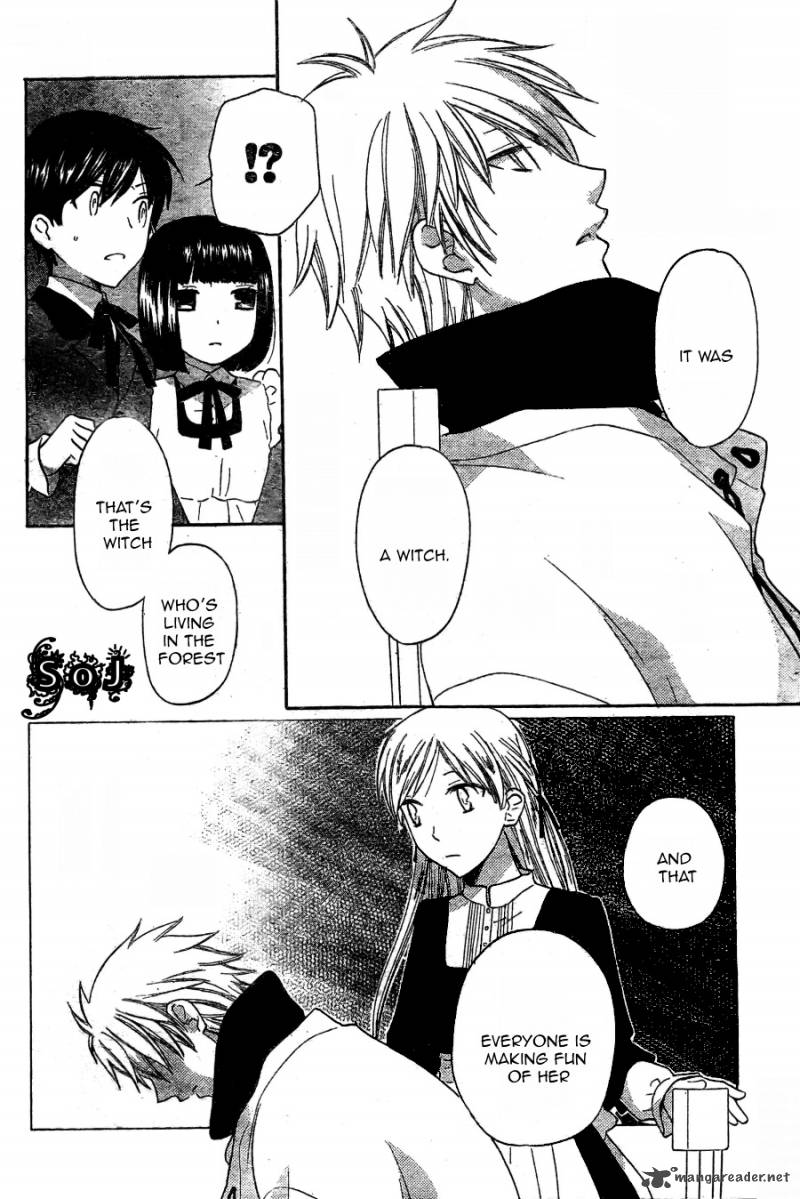 IT WAS
A WITCH.
!?
THAT'S
THE
WITCH
WHO'S
LIVING
IN THE
FOREST
SoJ
AND
THAT
EVERYONE IS
MAKING FUN
OF HER
mangareader.net